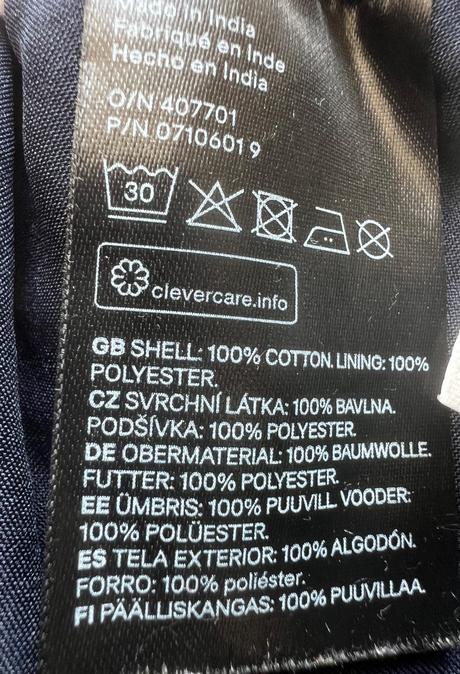 Made in India
Fabriqué en Inde
Hecho en India
O/N 407701
P/N 07106019
30
clevercare.info
GB SHELL: 100% COTTON. LINING: 100%
POLYESTER.
CZ SVRCHNÍ LÁTKA: 100% BAVLNA.
PODŠÍVKA: 100% POLYESTER.
DE OBERMATERIAL: 100% BAUMWOLLE.
FUTTER: 100% POLYESTER.
EE ÜMBRIS: 100% PUUVILL. VOODER:
100% POLÜESTER.
ES TELA EXTERIOR: 100% ALGODÓN.
FORRO: 100% poliéster.
FI PÄÄLLISKANGAS: 100% PUUVILLAA.